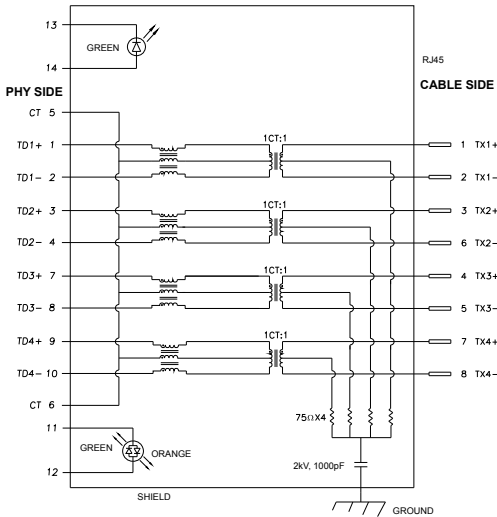 13
GREEN
14
RJ45
PHY SIDE
CABLE SIDE
CT 5
1CT:1
TD1+ 1
1 TX1+
TD1- 2
2 TX1-
1CT:1
TD2+ 3
3 TX2+
TD2- 4
6 TX2-
1CT:1
TD3+ 7
4 TX3+
TD3- 8
5 TX3-
1CT:1
TD4+ 9
7 TX4+
TD4- 10
8 TX4-
CT 6
75ΩX4
11
GREEN
ORANGE
12
2kV, 1000pF
SHIELD
GROUND